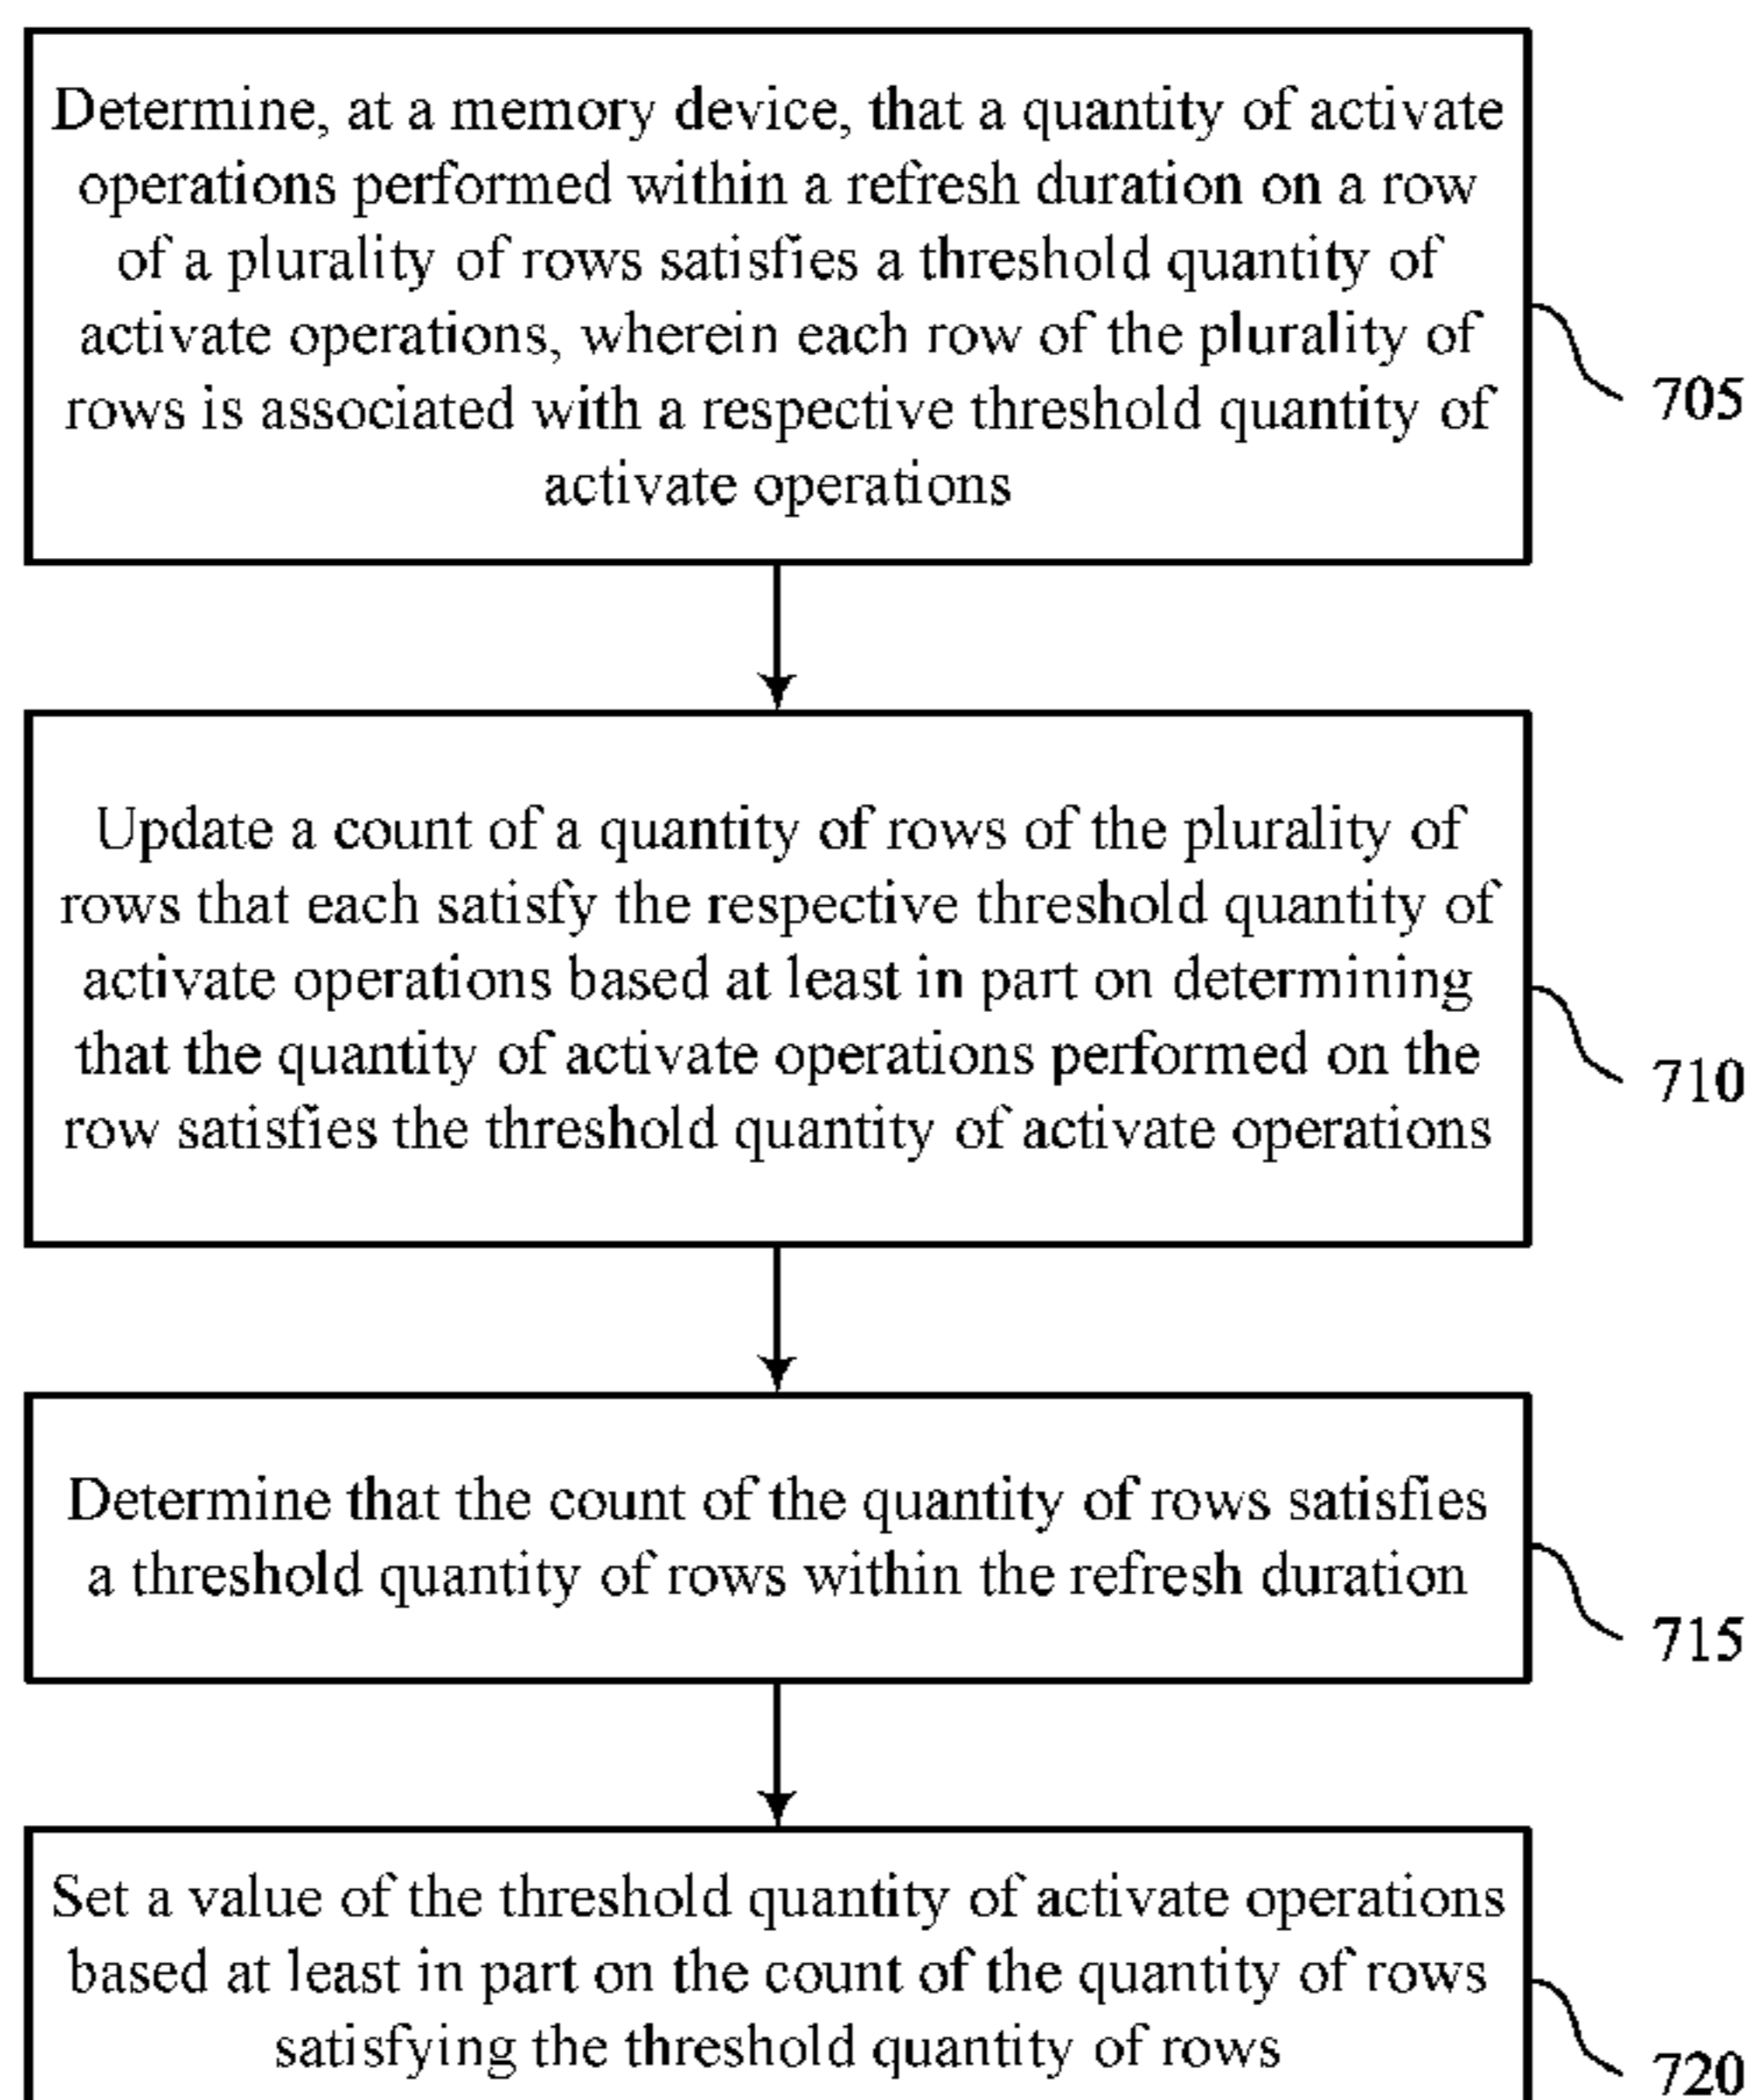 Determine, at a memory device, that a quantity of activate
operations performed within a refresh duration on a row
of a plurality of rows satisfies a threshold quantity of
activate operations, wherein each row of the plurality of
rows is associated with a respective threshold quantity of
activate operations
705
Update a count of a quantity of rows of the plurality of
rows that each satisfy the respective threshold quantity of
activate operations based at least in part on determining
that the quantity of activate operations performed on the
row satisfies the threshold quantity of activate operations
710
Determine that the count of the quantity of rows satisfies
a threshold quantity of rows within the refresh duration
715
Set a value of the threshold quantity of activate operations
based at least in part on the count of the quantity of rows
satisfying the threshold quantity of rows
720